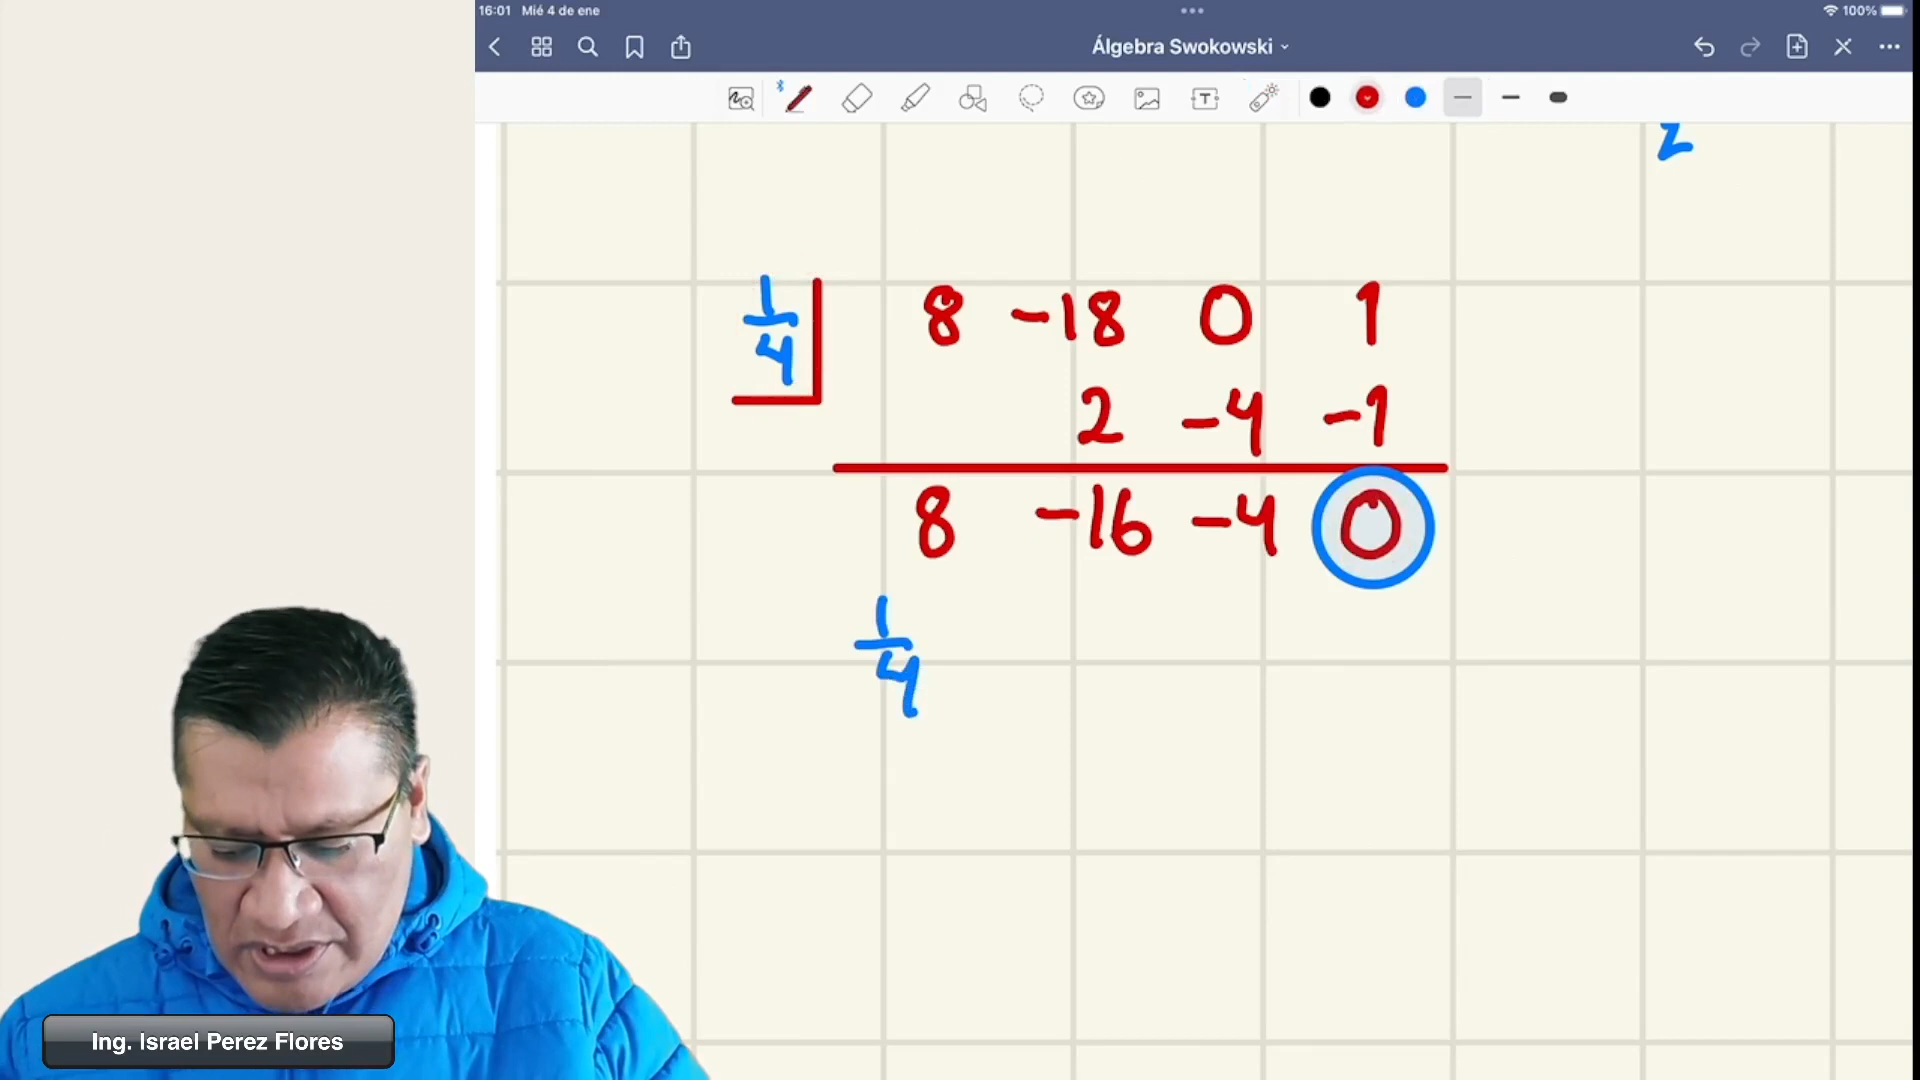 16:01 Mié 4 de ene
100%
Álgebra Swokowski
T
2
1
4
8 -18 0 1
2 -4 -1
8 -16 -4 0
1
4
Ing. Israel Perez Flores